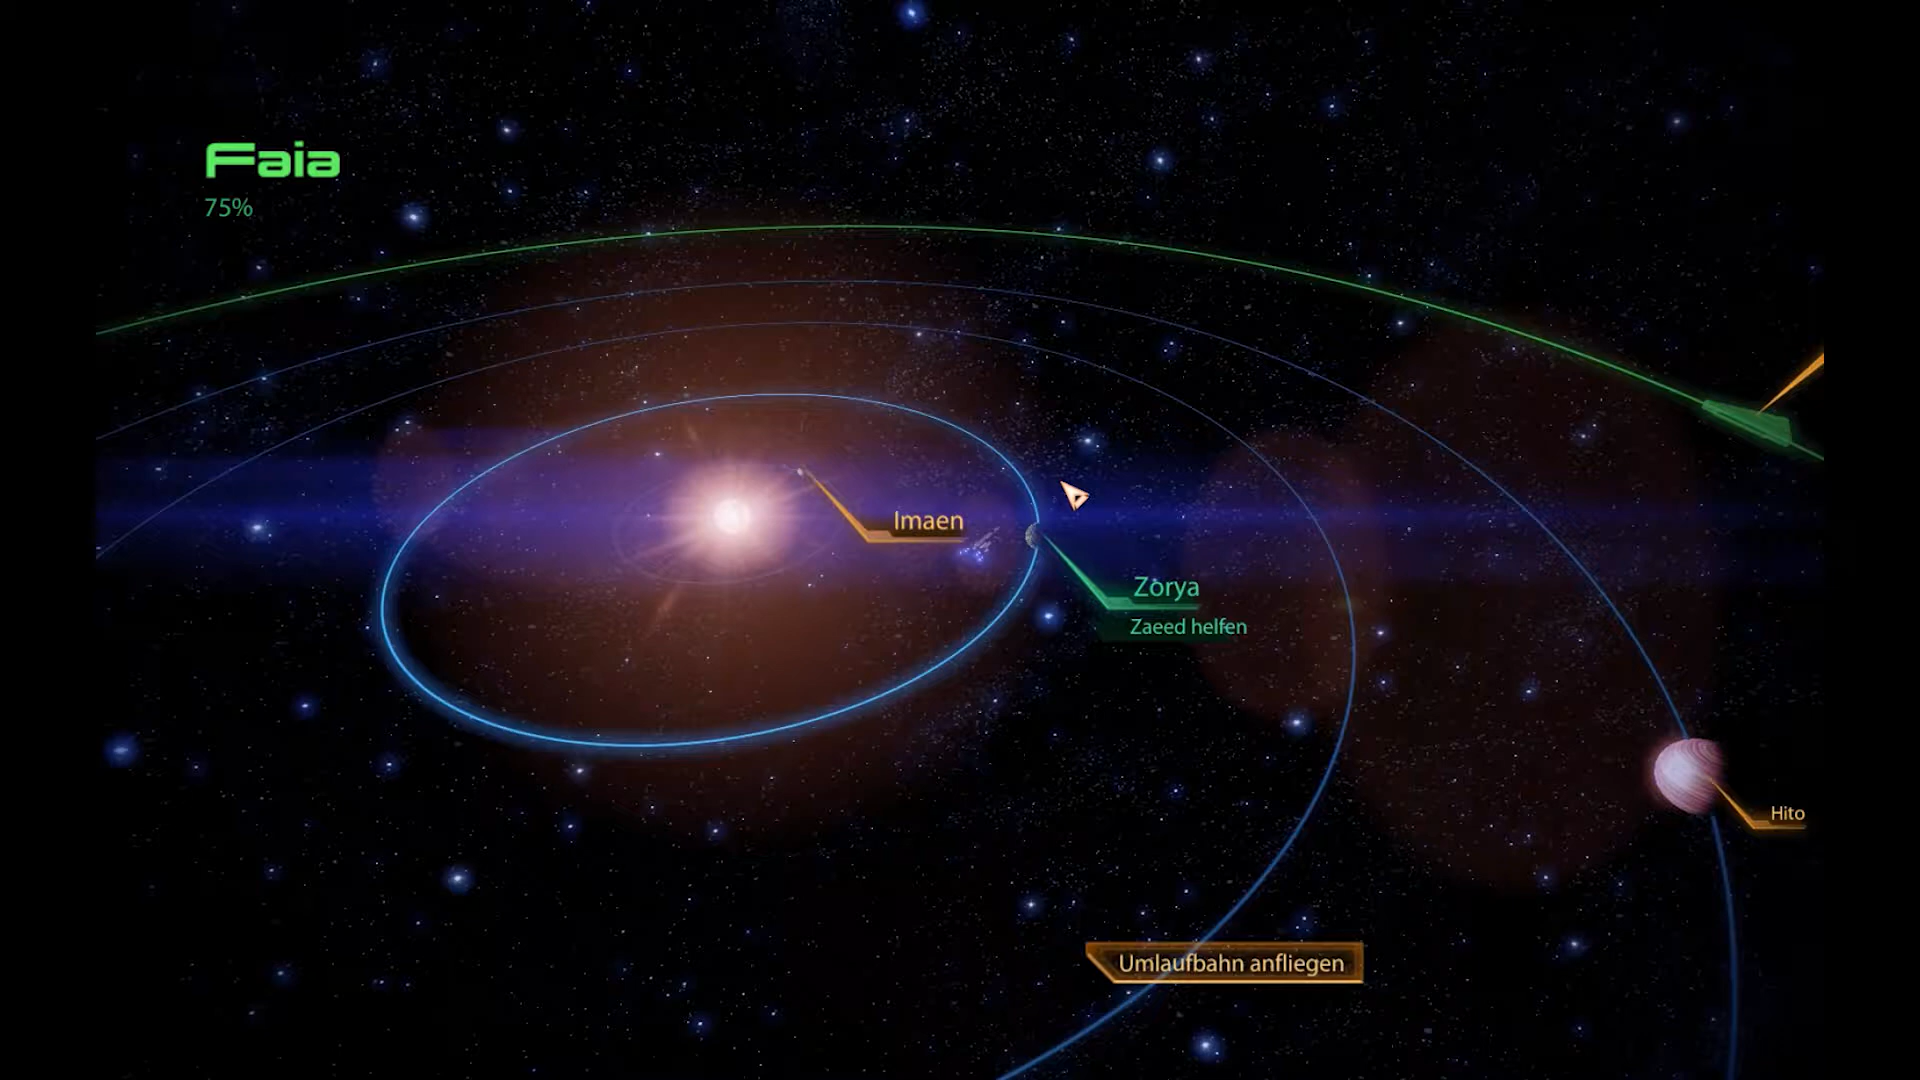 Faia
75%
Imaen
Zorya
Zaeed helfen
Hito
Umlaufbahn anfliegen